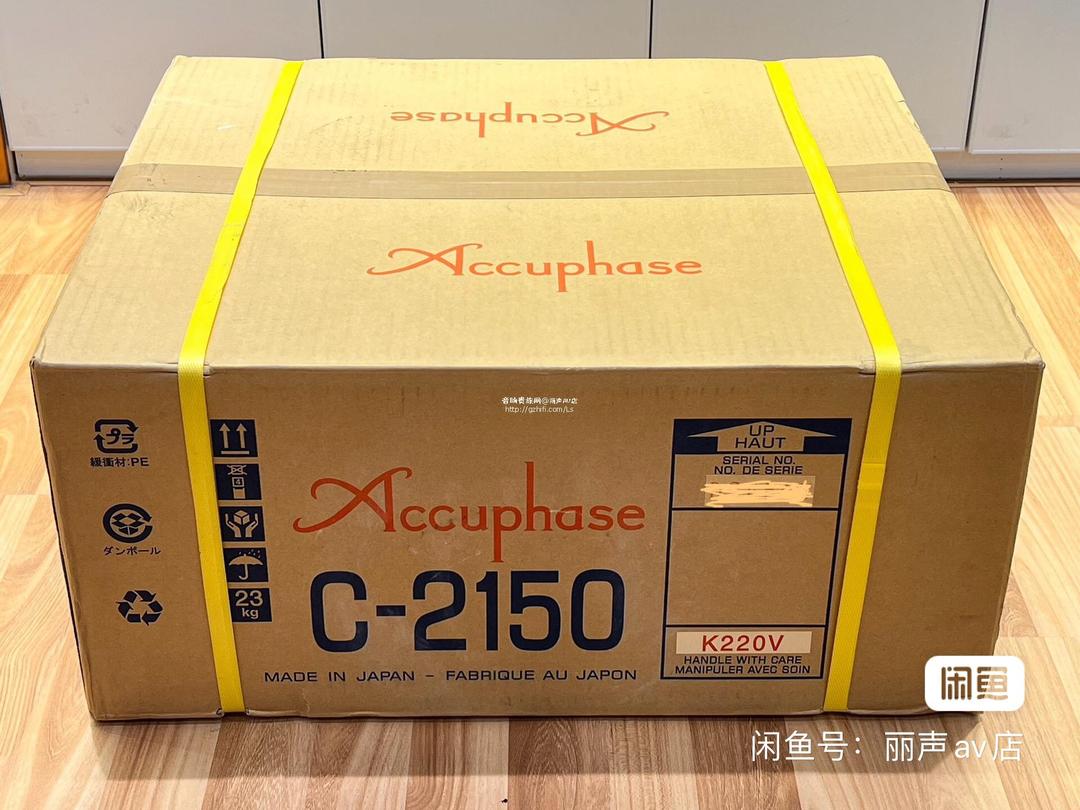 Accuphase
Accuphase
音响贵族网@丽声AV店
http://gzhifi.com/Ls
プラ
緩衝材:PE
ダンボール
4
23
kg
Accuphase
C-2150
MADE IN JAPAN – FABRIQUE AU JAPON
UP
HAUT
SERIAL NO.
NO. DE SERIE
K220V
HANDLE WITH CARE
MANIPULER AVEC SOIN
闲鱼
闲鱼号：丽声av店